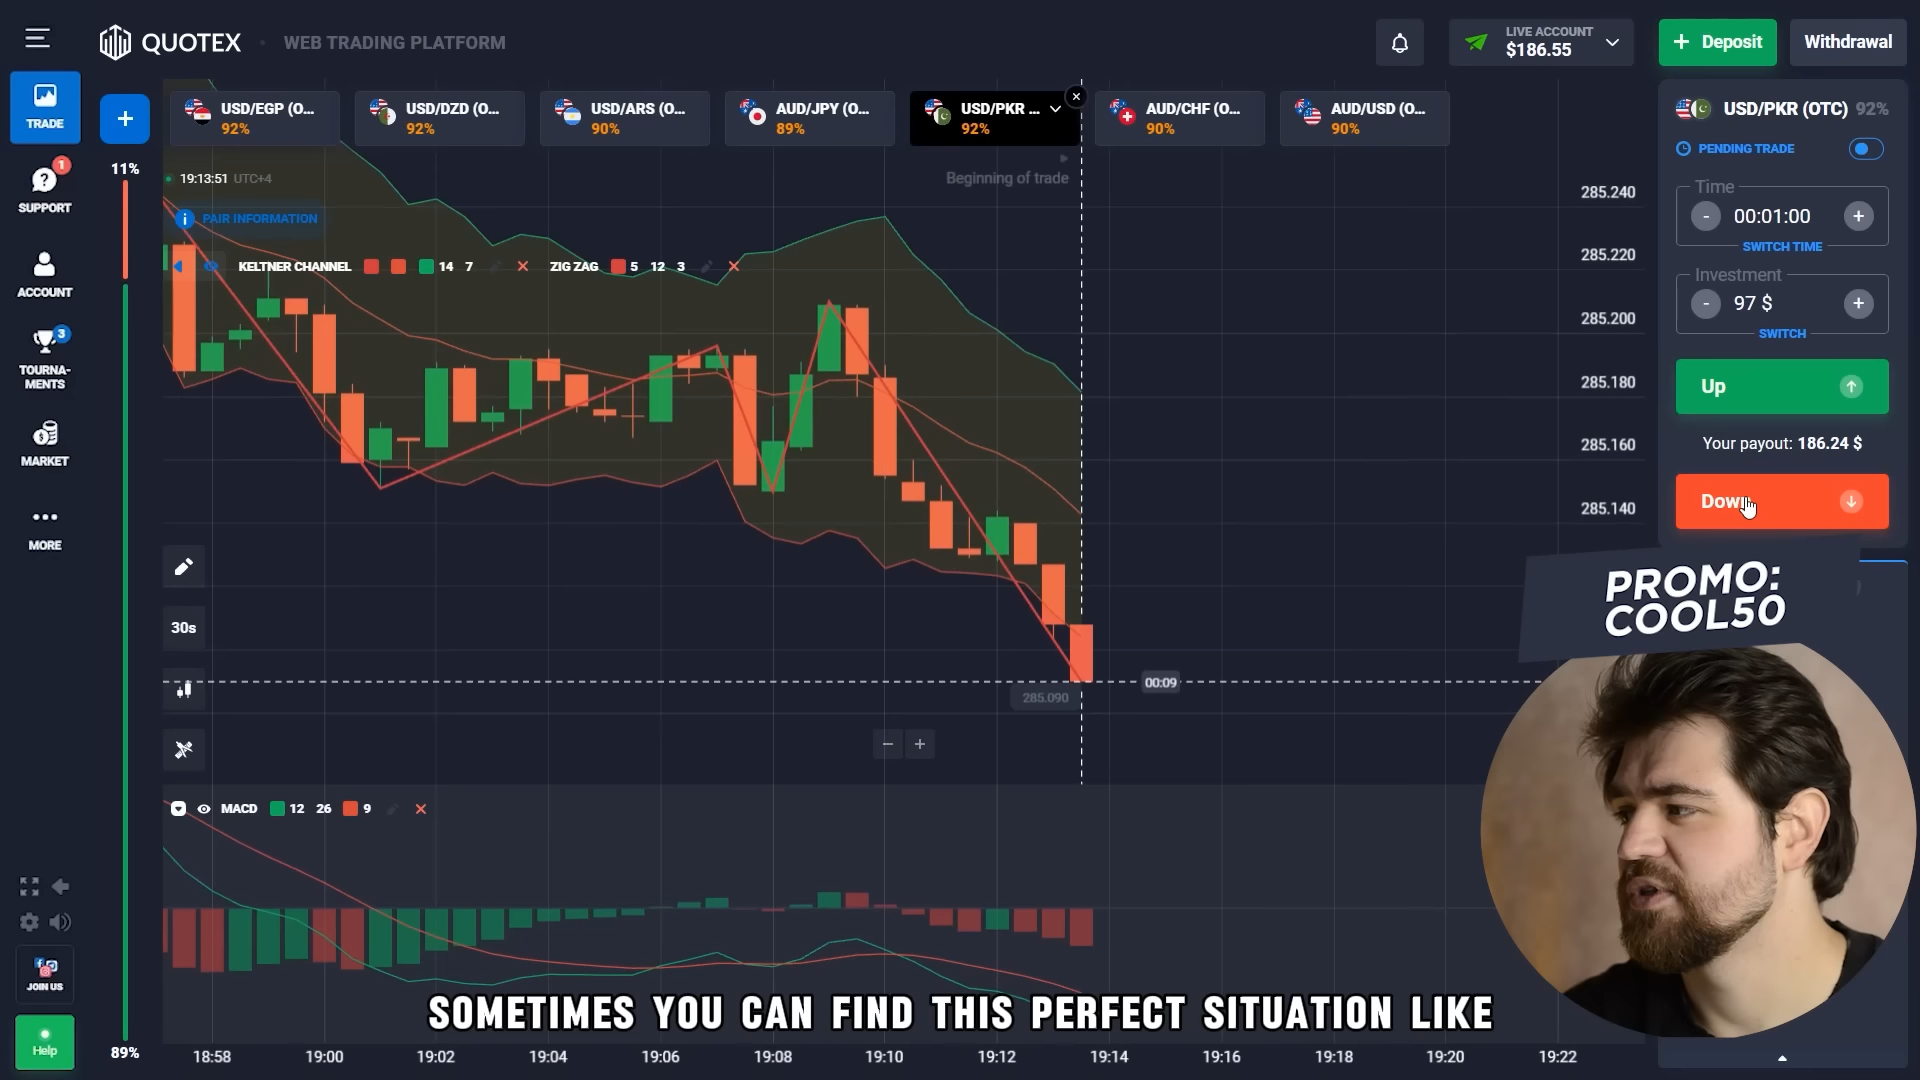 QUOTEX
WEB TRADING PLATFORM
LIVE ACCOUNT
$186.55
+ Deposit
Withdrawal
TRADE
SUPPORT
1
ACCOUNT
TOURNA-
MENTS
3
MARKET
MORE
JOIN US
Help
+
11%
89%
USD/EGP (O...
92%
USD/DZD (O...
92%
USD/ARS (O...
90%
AUD/JPY (O...
89%
USD/PKR ...
92%
AUD/CHF (O...
90%
AUD/USD (O...
90%
19:13:51 UTC+4
Beginning of trade
PAIR INFORMATION
KELTNER CHANNEL 14 7
ZIG ZAG 5 12 3
285.240
285.220
285.200
285.180
285.160
285.140
30s
00:09
285.090
MACD 12 26 9
18:58 19:00 19:02 19:04 19:06 19:08 19:10 19:12 19:14 19:16 19:18 19:20 19:22
USD/PKR (OTC) 92%
PENDING TRADE
Time
- 00:01:00 +
SWITCH TIME
Investment
- 97 $ +
SWITCH
Up
Your payout: 186.24 $
Down
PROMO:
COOL50
SOMETIMES YOU CAN FIND THIS PERFECT SITUATION LIKE